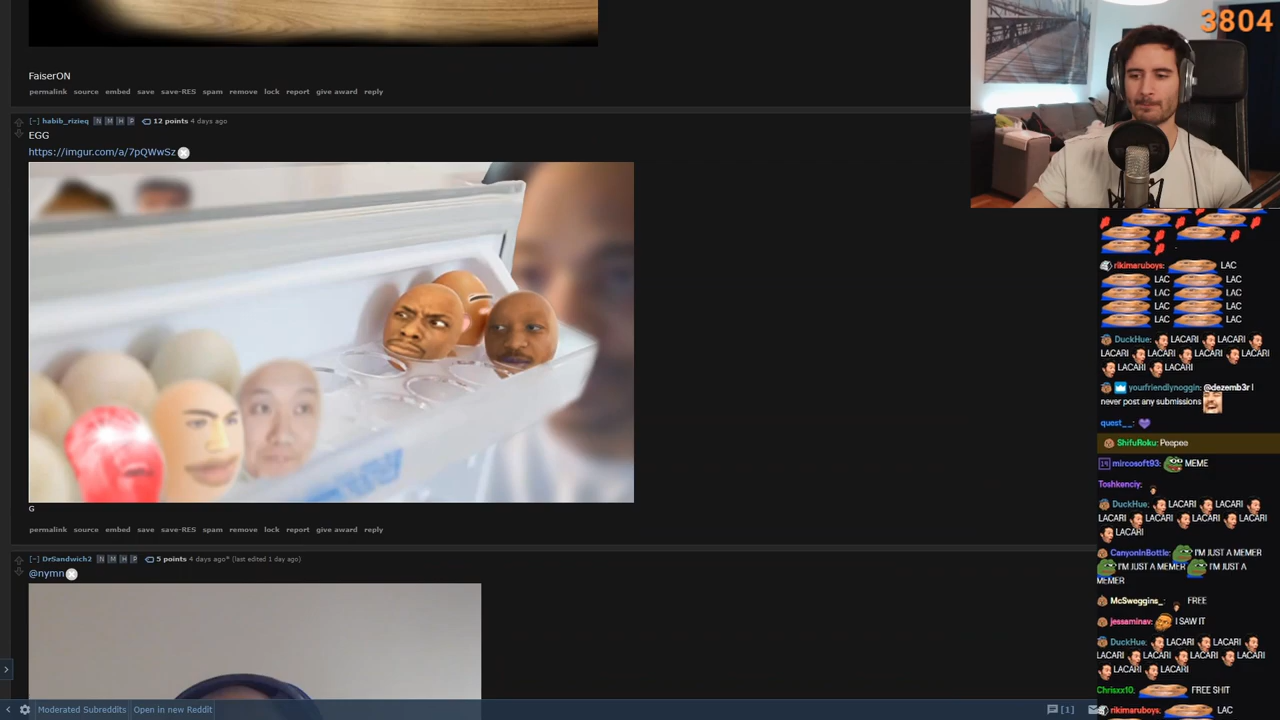 3804
FaiserON
permalink source embed save save-RES spam remove lock report give award reply
[-] habib_rizieq N M H P 12 points 4 days ago
EGG
https://imgur.com/a/7pQWwSz
G
permalink source embed save save-RES spam remove lock report give award reply
[-] DrSandwich2 N M H P 5 points 4 days ago* (last edited 1 day ago)
@nymn
Moderated Subreddits Open in new Reddit
[1]
rikimaruboys: LAC
LAC LAC
LAC LAC
LAC LAC
LAC LAC
DuckHue: LACARI LACARI
LACARI LACARI LACARI LACARI
LACARI LACARI
yourfriendlynoggin: @dezemb3r I
never post any submissions
quest__:
ShifuRoku: Peepee
mircosoft93: MEME
Toshkenciy:
DuckHue: LACARI LACARI
LACARI LACARI LACARI LACARI
LACARI
CanyonInBottle: I'M JUST A MEMER
I'M JUST A MEMER I'M JUST A
MEMER
McSweggins_: FREE
jessaminav: I SAW IT
DuckHue: LACARI LACARI
LACARI LACARI LACARI LACARI
LACARI LACARI
Chrisxx10: FREE SHIT
rikimaruboys: LAC